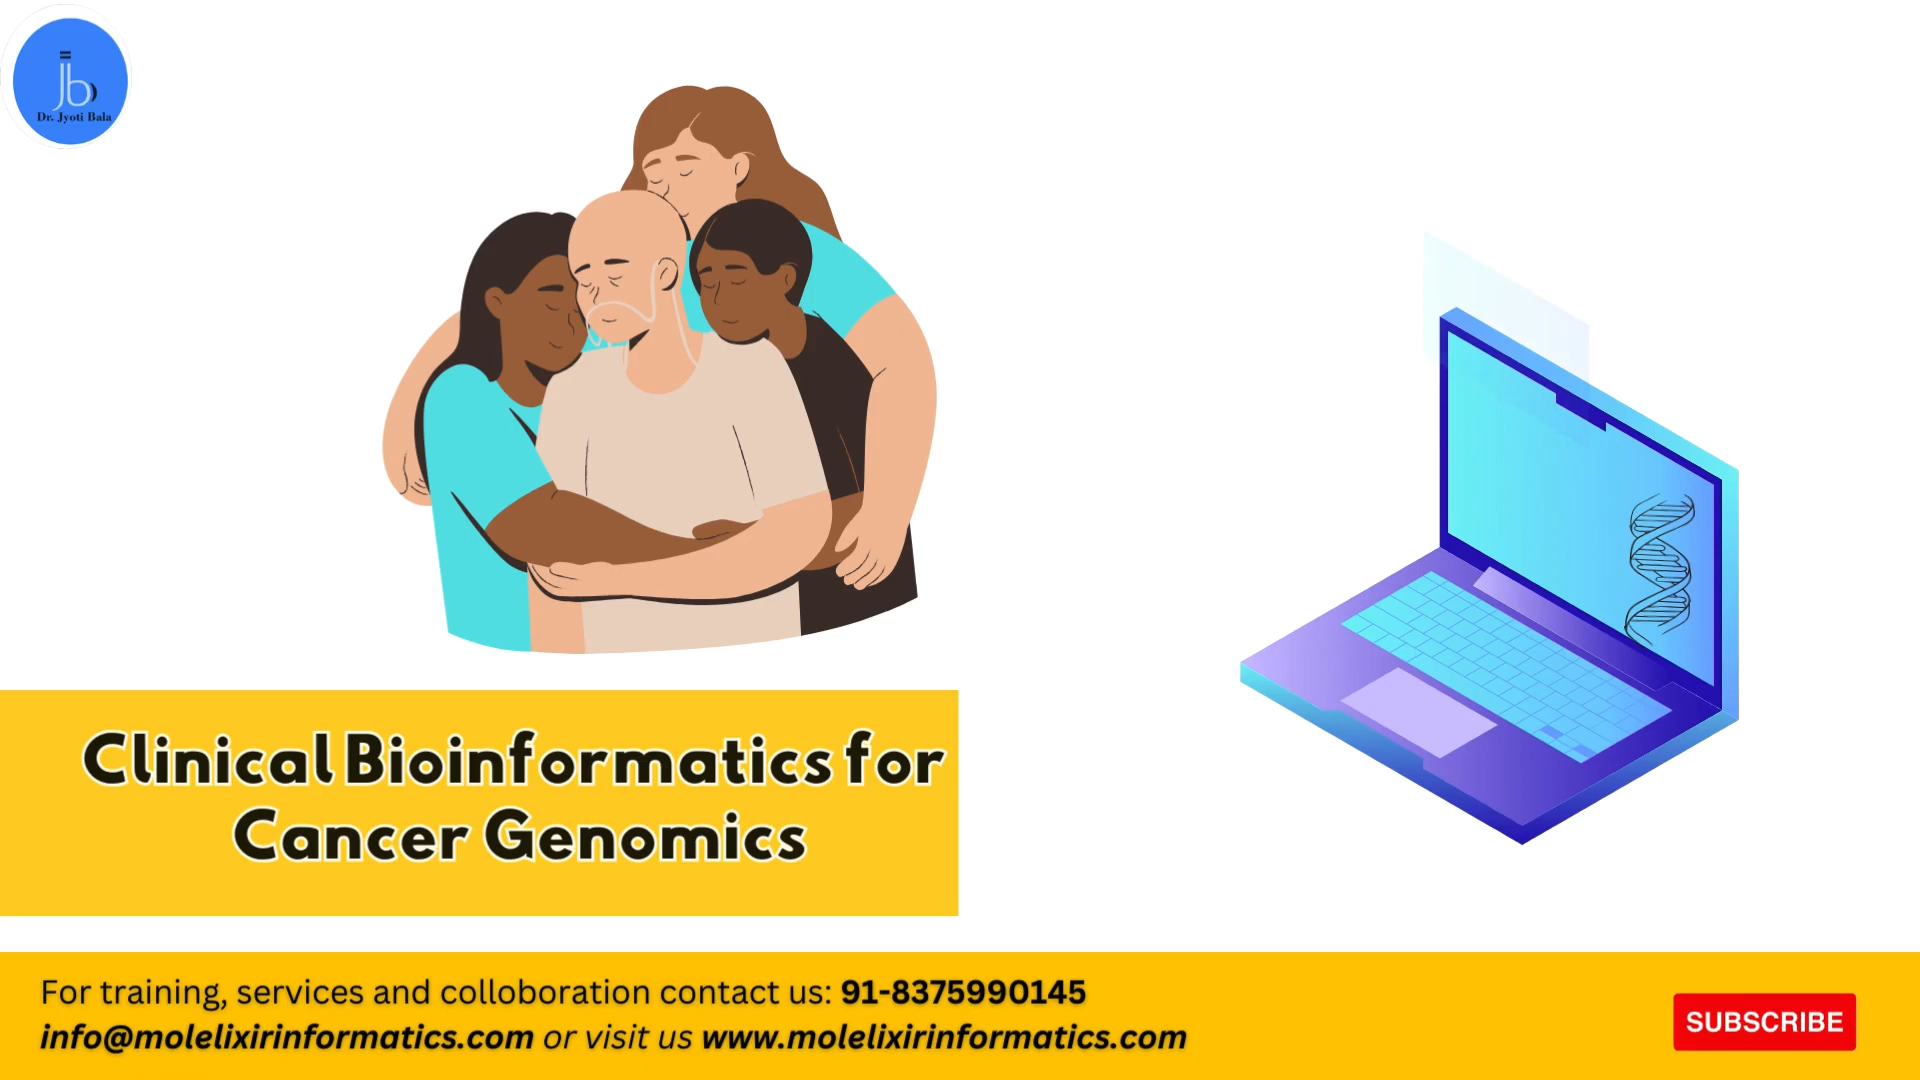 jb
Dr. Jyoti Bala
Clinical Bioinformatics for
Cancer Genomics
For training, services and colloboration contact us: 91-8375990145
info@molelixirinformatics.com or visit us www.molelixirinformatics.com
SUBSCRIBE